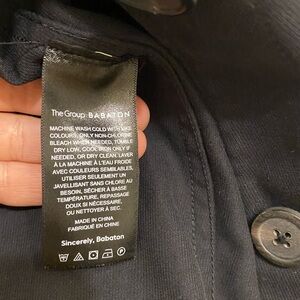 The Group BABATON
MACHINE WASH COLD WITH LIKE
COLOURS, ONLY NON-CHLORINE
BLEACH WHEN NEEDED, TUMBLE
DRY LOW, COOL IRON ONLY IF
NEEDED, OR DRY CLEAN. LAVER
À LA MACHINE À L'EAU FROIDE
AVEC COULEURS SEMBLABLES,
UTILISER SEULEMENT UN
JAVELLISANT SANS CHLORE AU
BESOIN, SÉCHER À BASSE
TEMPÉRATURE, REPASSAGE
DOUX SI NÉCESSAIRE,
OU NETTOYER À SEC.
MADE IN CHINA
FABRIQUÉ EN CHINE
Sincerely, Babaton